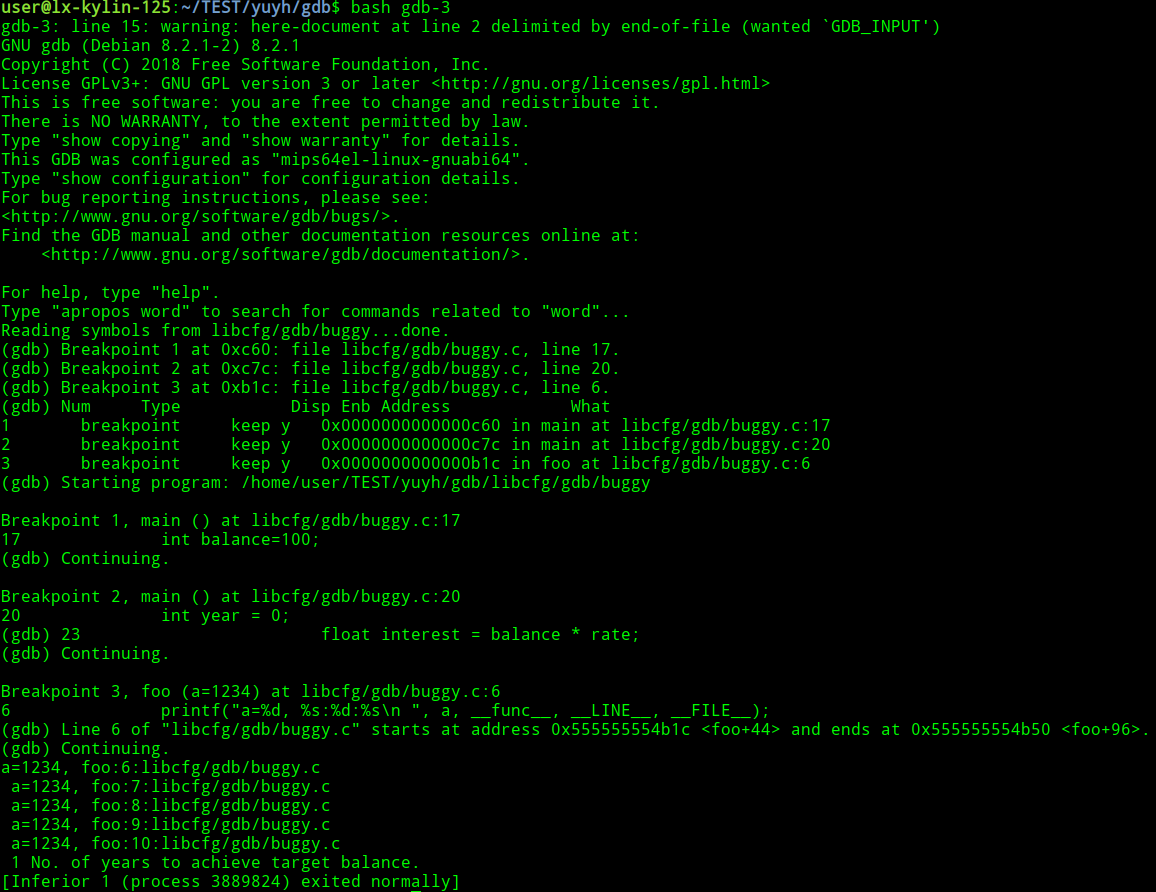 user@lx-kylin-125:~/TEST/yuyh/gdb$ bash gdb-3
gdb-3: line 15: warning: here-document at line 2 delimited by end-of-file (wanted `GDB_INPUT')
GNU gdb (Debian 8.2.1-2) 8.2.1
Copyright (C) 2018 Free Software Foundation, Inc.
License GPLv3+: GNU GPL version 3 or later <http://gnu.org/licenses/gpl.html>
This is free software: you are free to change and redistribute it.
There is NO WARRANTY, to the extent permitted by law.
Type "show copying" and "show warranty" for details.
This GDB was configured as "mips64el-linux-gnuabi64".
Type "show configuration" for configuration details.
For bug reporting instructions, please see:
<http://www.gnu.org/software/gdb/bugs/>.
Find the GDB manual and other documentation resources online at:
    <http://www.gnu.org/software/gdb/documentation/>.

For help, type "help".
Type "apropos word" to search for commands related to "word"...
Reading symbols from libcfg/gdb/buggy...done.
(gdb) Breakpoint 1 at 0xc60: file libcfg/gdb/buggy.c, line 17.
(gdb) Breakpoint 2 at 0xc7c: file libcfg/gdb/buggy.c, line 20.
(gdb) Breakpoint 3 at 0xb1c: file libcfg/gdb/buggy.c, line 6.
(gdb) Num     Type           Disp Enb Address            What
1       breakpoint     keep y   0x0000000000000c60 in main at libcfg/gdb/buggy.c:17
2       breakpoint     keep y   0x0000000000000c7c in main at libcfg/gdb/buggy.c:20
3       breakpoint     keep y   0x0000000000000b1c in foo at libcfg/gdb/buggy.c:6
(gdb) Starting program: /home/user/TEST/yuyh/gdb/libcfg/gdb/buggy

Breakpoint 1, main () at libcfg/gdb/buggy.c:17
17              int balance=100;
(gdb) Continuing.

Breakpoint 2, main () at libcfg/gdb/buggy.c:20
20              int year = 0;
(gdb) 23                        float interest = balance * rate;
(gdb) Continuing.

Breakpoint 3, foo (a=1234) at libcfg/gdb/buggy.c:6
6               printf("a=%d, %s:%d:%s\n ", a, __func__, __LINE__, __FILE__);
(gdb) Line 6 of "libcfg/gdb/buggy.c" starts at address 0x555555554b1c <foo+44> and ends at 0x555555554b50 <foo+96>.
(gdb) Continuing.
a=1234, foo:6:libcfg/gdb/buggy.c
 a=1234, foo:7:libcfg/gdb/buggy.c
 a=1234, foo:8:libcfg/gdb/buggy.c
 a=1234, foo:9:libcfg/gdb/buggy.c
 a=1234, foo:10:libcfg/gdb/buggy.c
 1 No. of years to achieve target balance.
[Inferior 1 (process 3889824) exited normally]